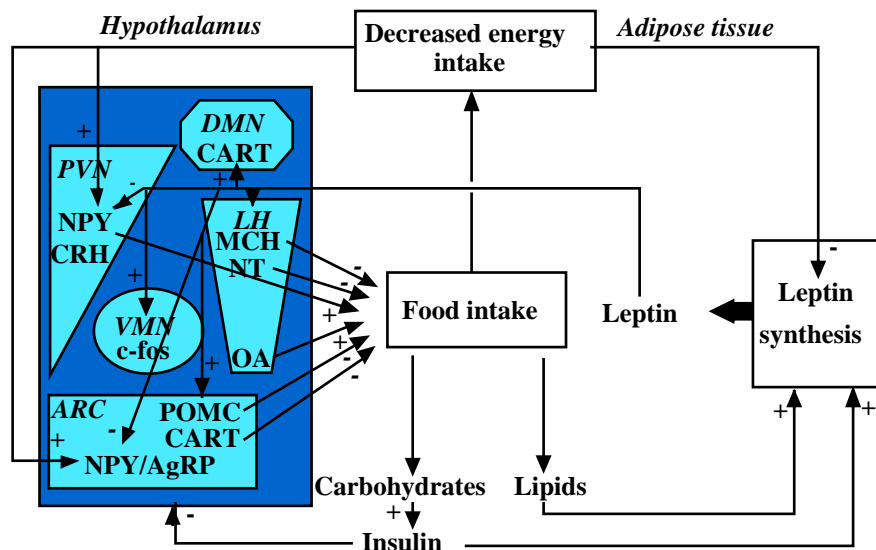 Hypothalamus
Decreased energy
intake
Adipose tissue
DMN
CART
+
PVN
-
+
NPY
CRH
LH
MCH
NT
-
-
+
+
-
-
OA
+
VMN
c-fos
+
Food intake
Leptin
-
Leptin
synthesis
ARC
+
-
POMC
CART
NPY/AgRP
+
+
Carbohydrates
Lipids
+
-
Insulin